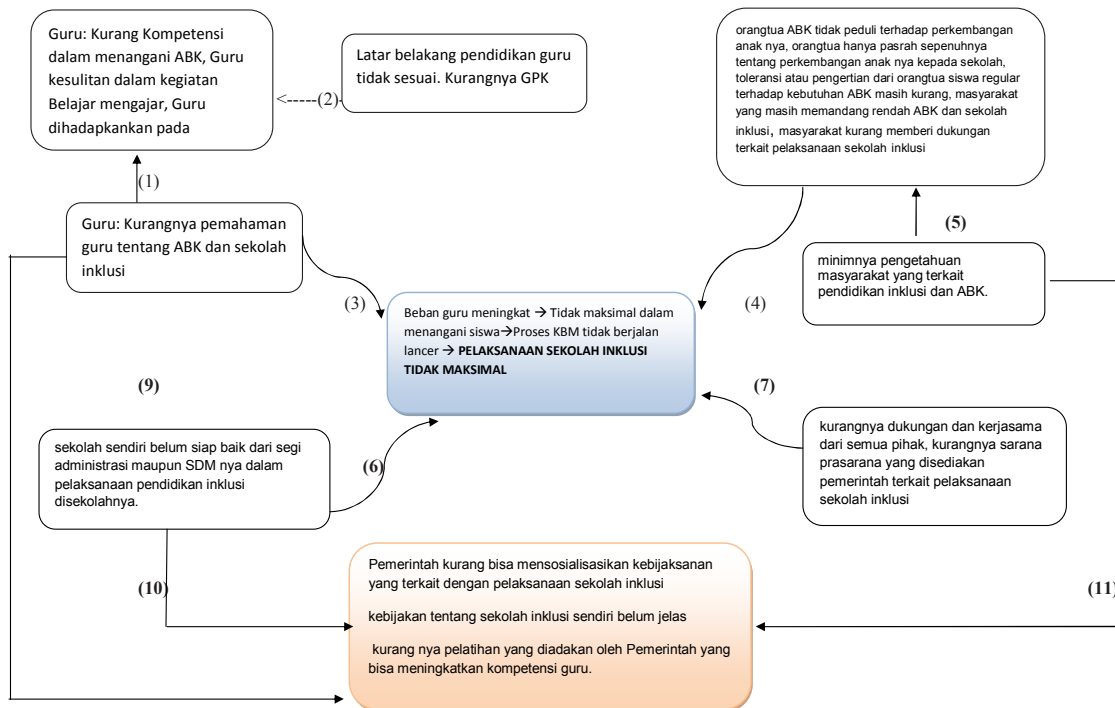 Guru: Kurang Kompetensi
dalam menangani ABK, Guru
kesulitan dalam kegiatan
Belajar mengajar, Guru
dihadapkankan pada
<-----(2)
Latar belakang pendidikan guru
tidak sesuai. Kurangnya GPK
orangtua ABK tidak peduli terhadap perkembangan
anak nya, orangtua hanya pasrah sepenuhnya
tentang perkembangan anak nya kepada sekolah,
toleransi atau pengertian dari orangtua siswa regular
terhadap kebutuhan ABK masih kurang, masyarakat
yang masih memandang rendah ABK dan sekolah
inklusi, masyarakat kurang memberi dukungan
terkait pelaksanaan sekolah inklusi
(1)
Guru: Kurangnya pemahaman
guru tentang ABK dan sekolah
inklusi
(5)
minimnya pengetahuan
masyarakat yang terkait
pendidikan inklusi dan ABK.
(3)
(4)
Beban guru meningkat → Tidak maksimal dalam
menangani siswa→Proses KBM tidak berjalan
lancer → PELAKSANAAN SEKOLAH INKLUSI
TIDAK MAKSIMAL
(9)
(7)
sekolah sendiri belum siap baik dari segi
administrasi maupun SDM nya dalam
pelaksanaan pendidikan inklusi
disekolahnya.
(6)
kurangnya dukungan dan kerjasama
dari semua pihak, kurangnya sarana
prasarana yang disediakan
pemerintah terkait pelaksanaan
sekolah inklusi
(10)
Pemerintah kurang bisa mensosialisasikan kebijaksanan
yang terkait dengan pelaksanaan sekolah inklusi
kebijakan tentang sekolah inklusi sendiri belum jelas
kurang nya pelatihan yang diadakan oleh Pemerintah yang
bisa meningkatkan kompetensi guru.
(11)